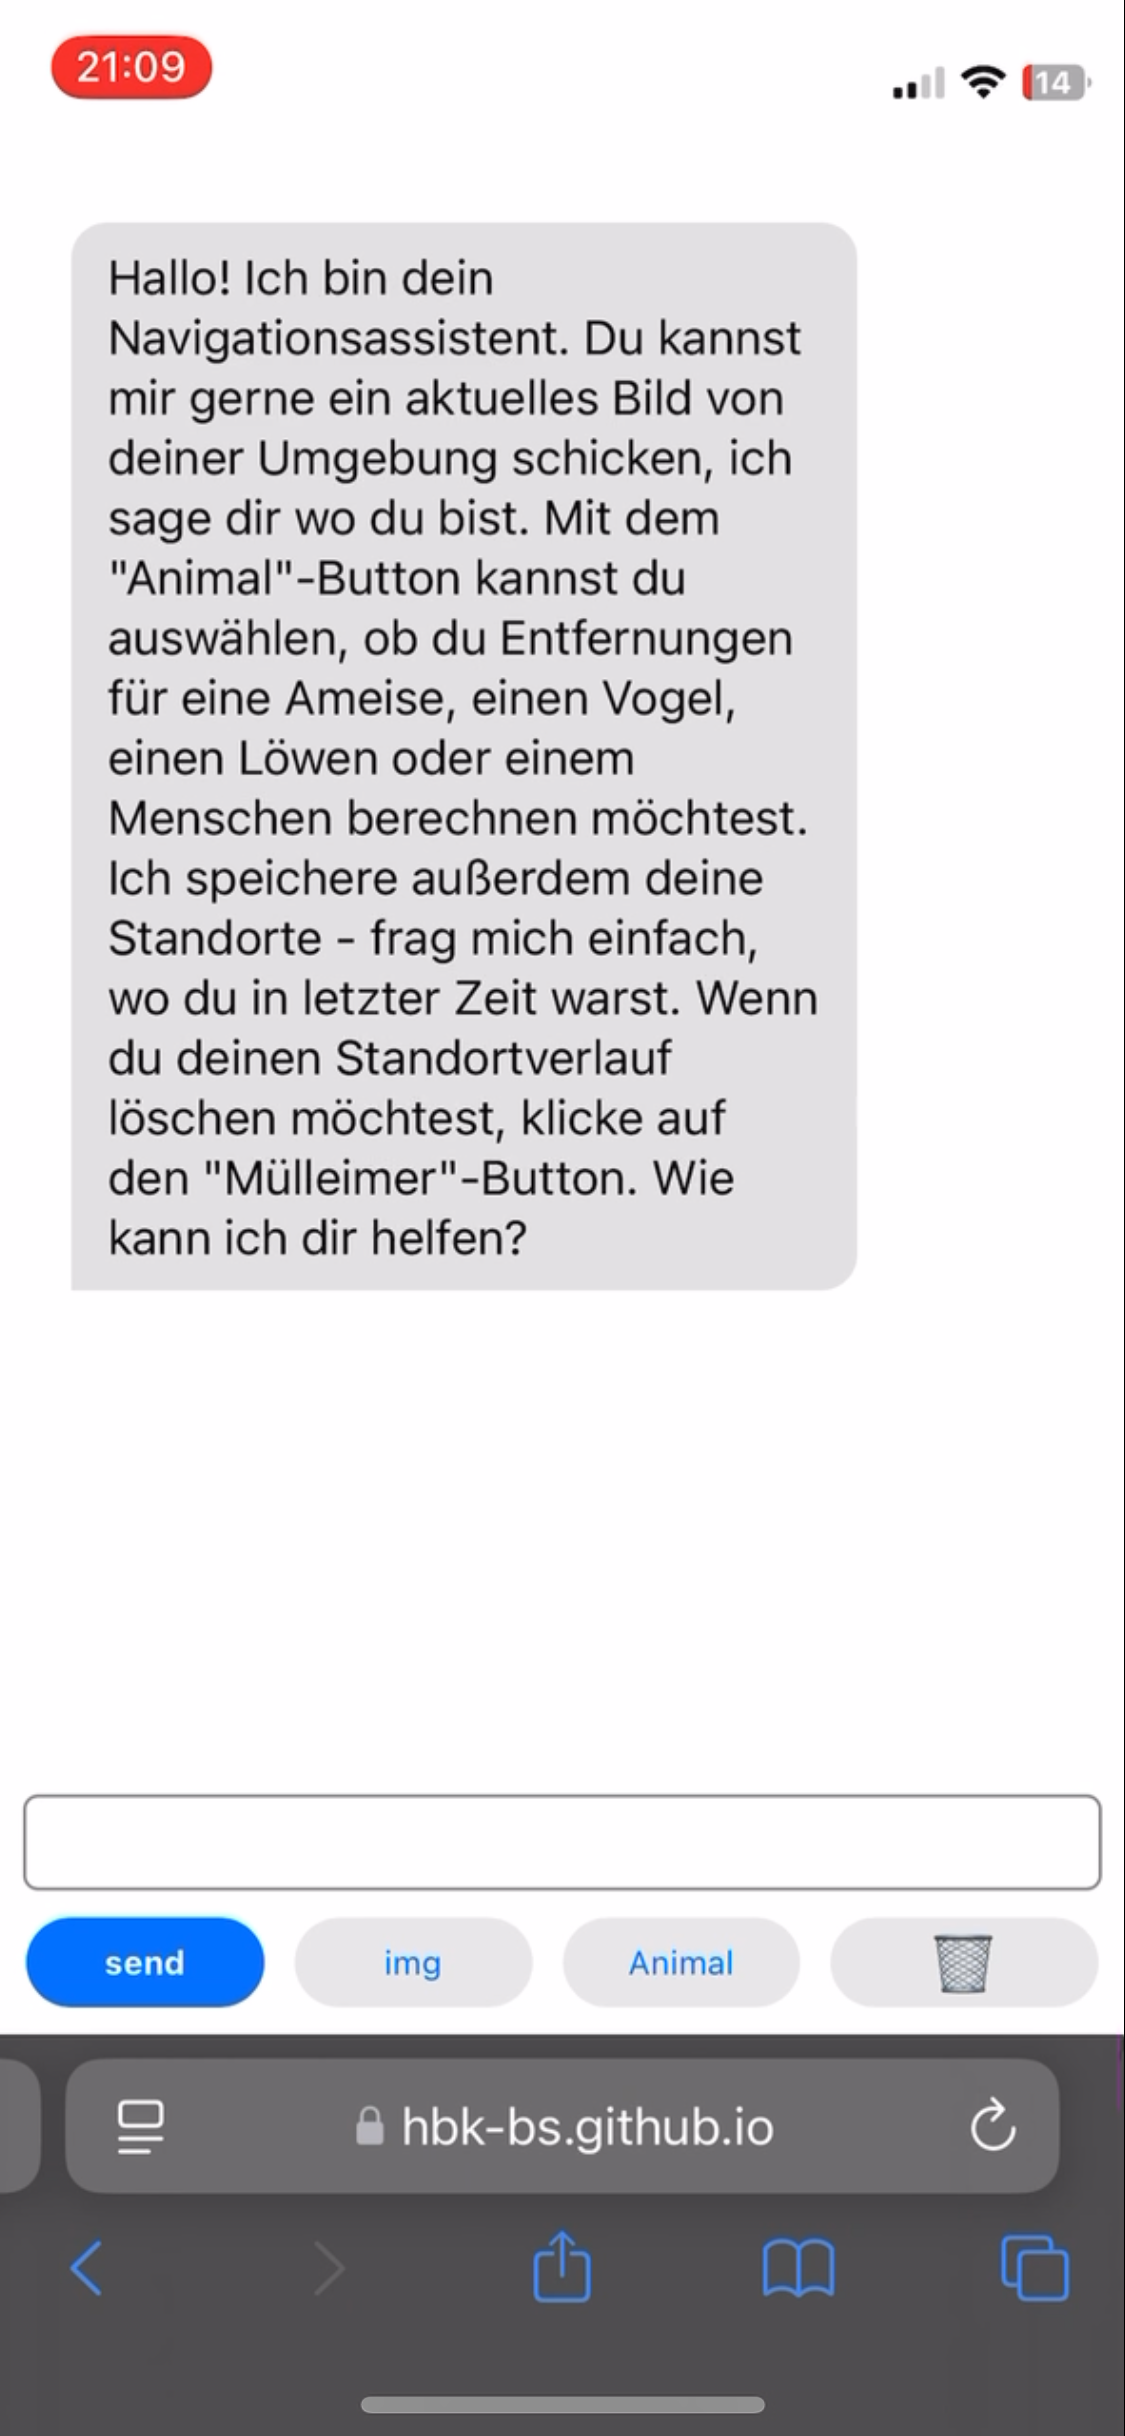 21:09
14
Hallo! Ich bin dein
Navigationsassistent. Du kannst
mir gerne ein aktuelles Bild von
deiner Umgebung schicken, ich
sage dir wo du bist. Mit dem
"Animal"-Button kannst du
auswählen, ob du Entfernungen
für eine Ameise, einen Vogel,
einen Löwen oder einem
Menschen berechnen möchtest.
Ich speichere außerdem deine
Standorte - frag mich einfach,
wo du in letzter Zeit warst. Wenn
du deinen Standortverlauf
löschen möchtest, klicke auf
den "Mülleimer"-Button. Wie
kann ich dir helfen?
send
img
Animal
hbk-bs.github.io